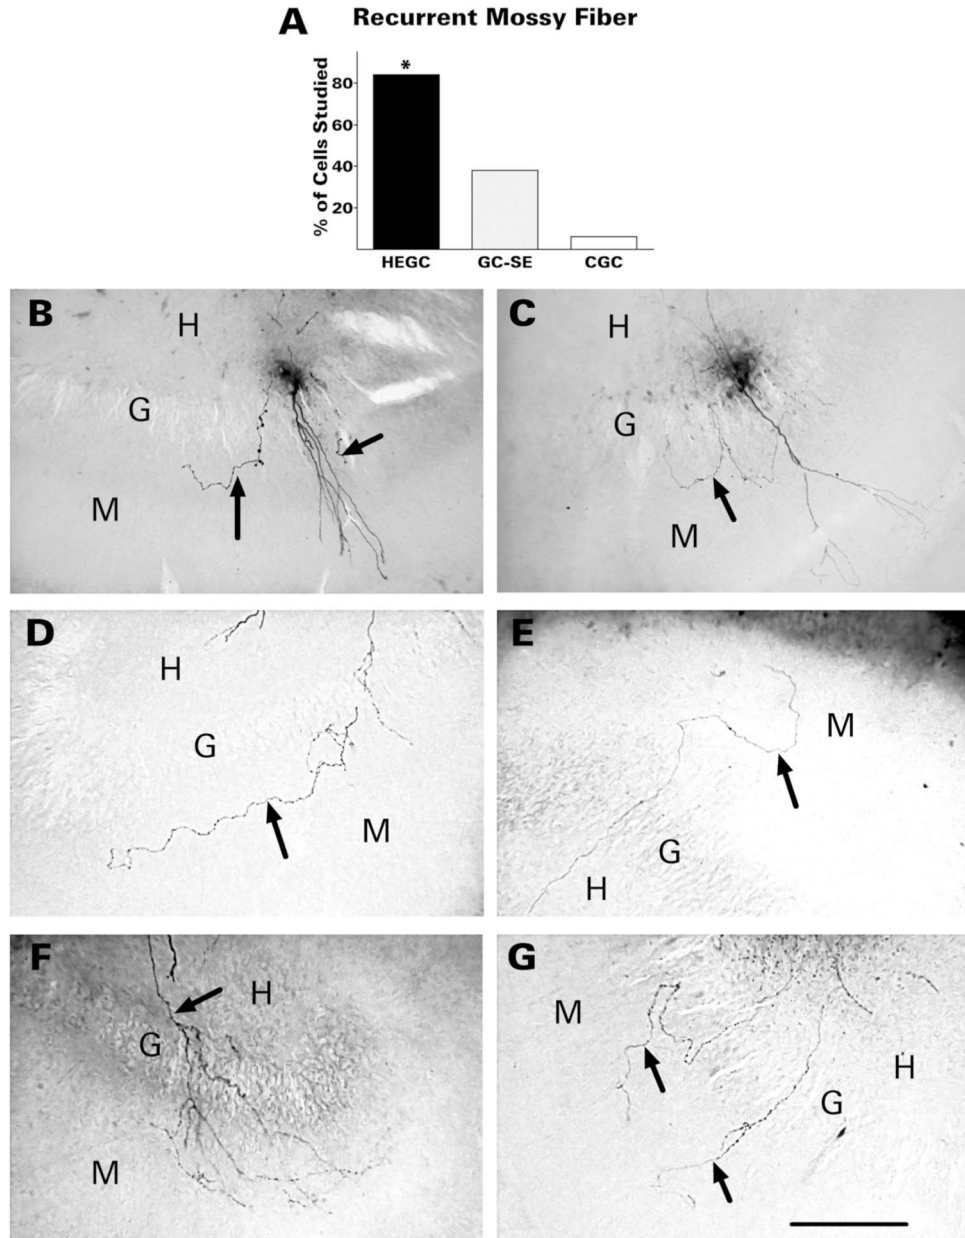 A Recurrent Mossy Fiber
% of Cells Studied
80
60
40
20
*
HEGC GC-SE CGC
B H G M
C H G M
D H G M
E M G H
F H G M
G M H G